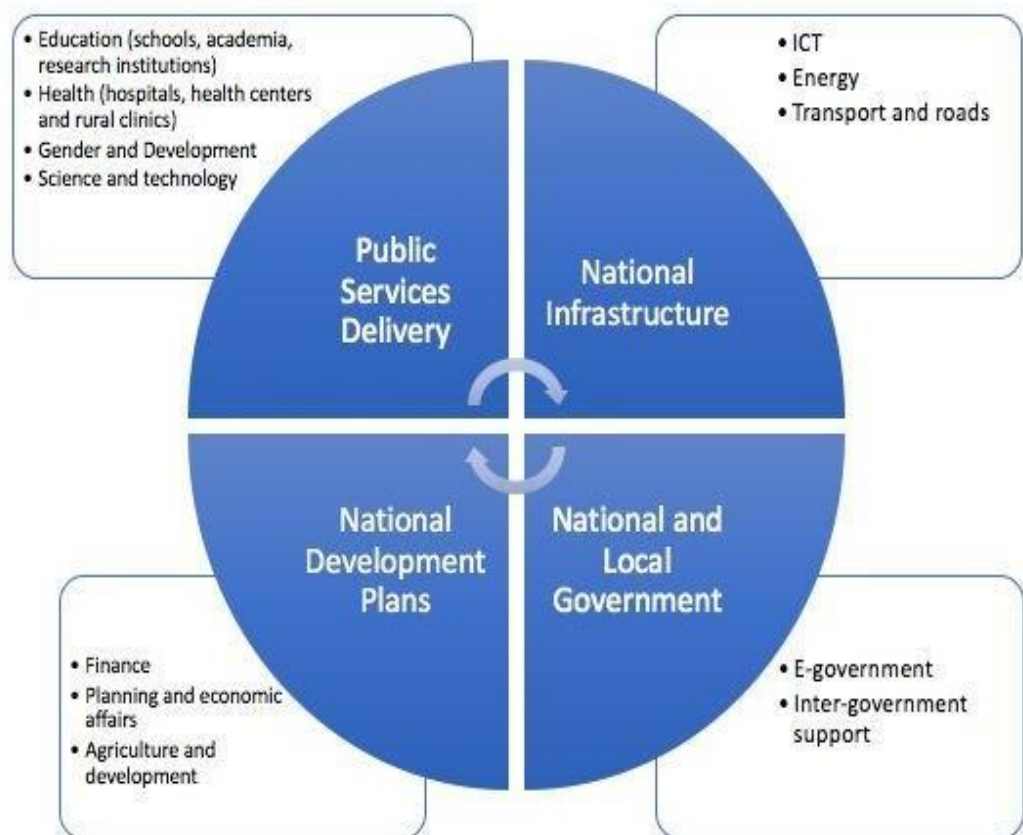 • Education (schools, academia,
research institutions)
• Health (hospitals, health centers
and rural clinics)
• Gender and Development
• Science and technology
• ICT
• Energy
• Transport and roads
Public
Services
Delivery
National
Infrastructure
National
Development
Plans
National and
Local
Government
• Finance
• Planning and economic
affairs
• Agriculture and
development
• E-government
• Inter-government
support